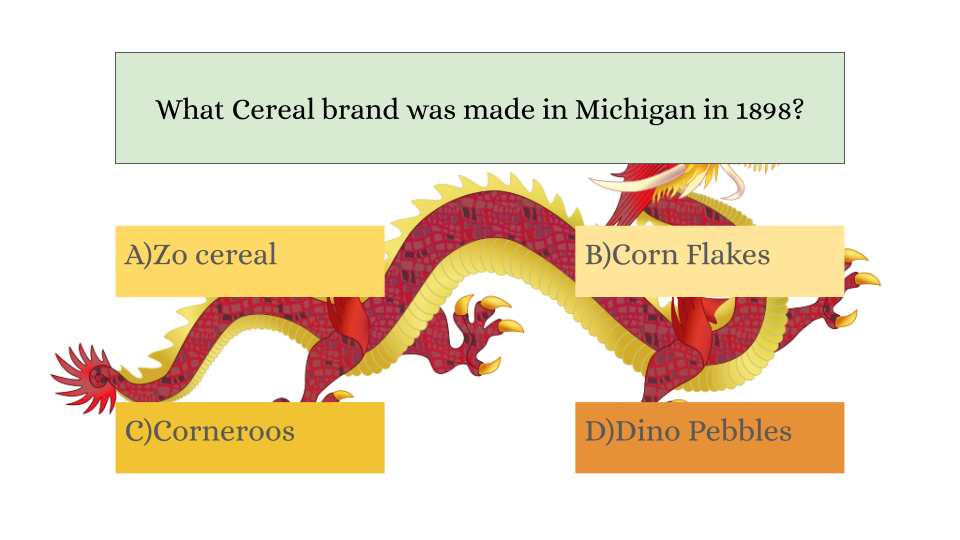 What Cereal brand was made in Michigan in 1898?
A)Zo cereal
B)Corn Flakes
C)Corneroos
D)Dino Pebbles